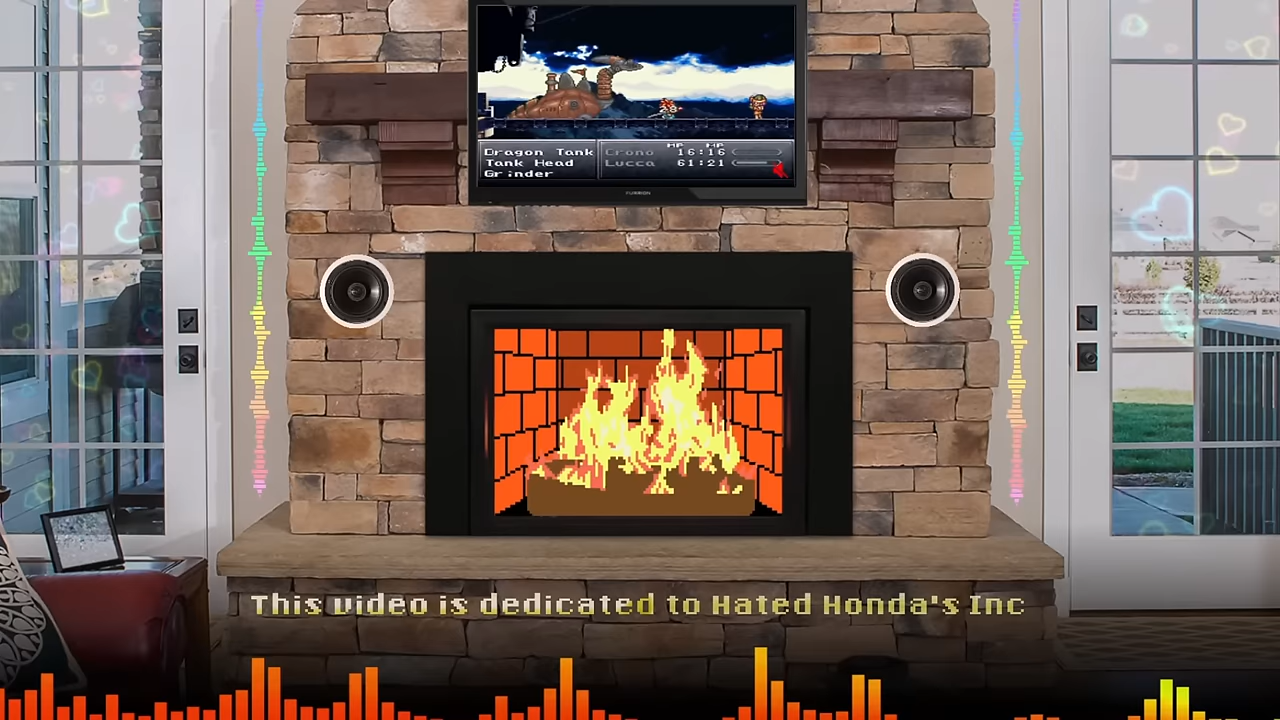 Dragon Tank
Tank Head
Grinder
HP MP
Crono 16:16
Lucca 61:21
FURRION
This video is dedicated to Hated Honda's Inc